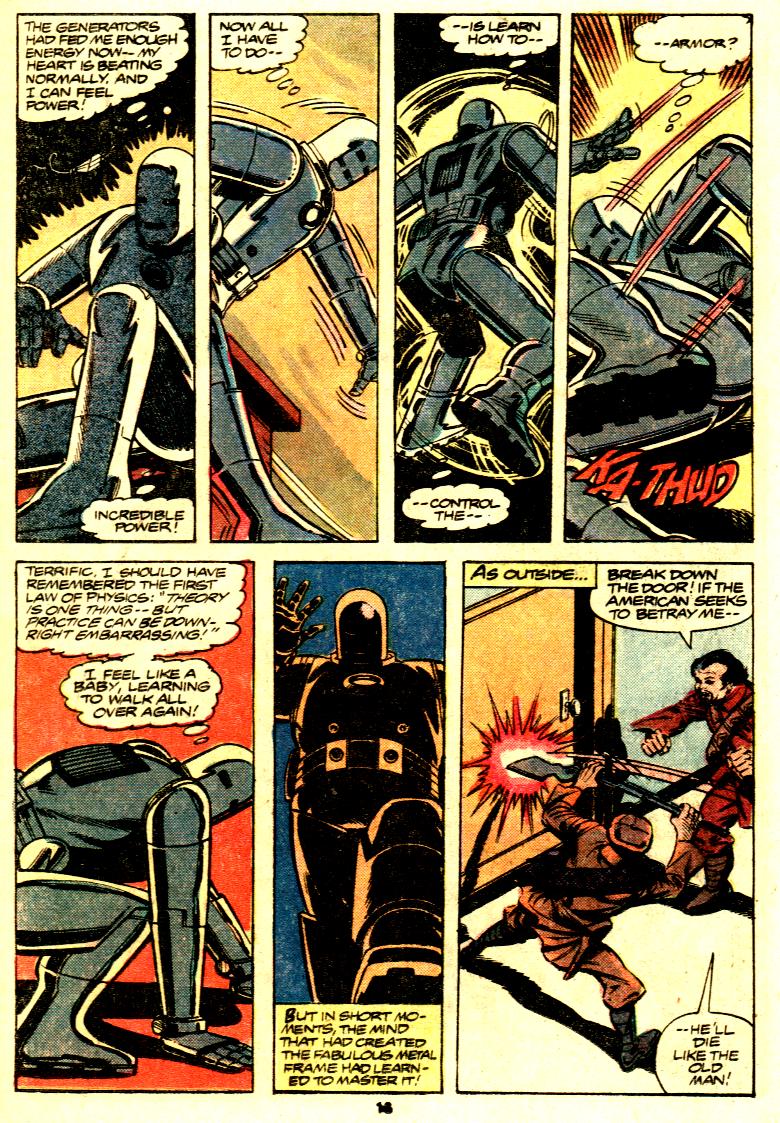 THE GENERATORS
HAD FED ME ENOUGH
ENERGY NOW-- MY
HEART IS BEATING
NORMALLY, AND
I CAN FEEL
POWER!
INCREDIBLE
POWER!
NOW ALL
I HAVE
TO DO--
--IS LEARN
HOW TO--
--CONTROL
THE--
--ARMOR?
KA-THUD
TERRIFIC. I SHOULD HAVE
REMEMBERED THE FIRST
LAW OF PHYSICS: "THEORY
IS ONE THING-- BUT
PRACTICE CAN BE DOWN-
RIGHT EMBARRASSING!"
I FEEL LIKE A
BABY, LEARNING
TO WALK ALL
OVER AGAIN!
BUT IN SHORT MO-
MENTS, THE MIND
THAT HAD CREATED
THE FABULOUS METAL
FRAME HAD LEARN-
ED TO MASTER IT!
AS OUTSIDE...
BREAK DOWN
THE DOOR! IF THE
AMERICAN SEEKS
TO BETRAY ME--
--HE'LL
DIE
LIKE THE
OLD
MAN!